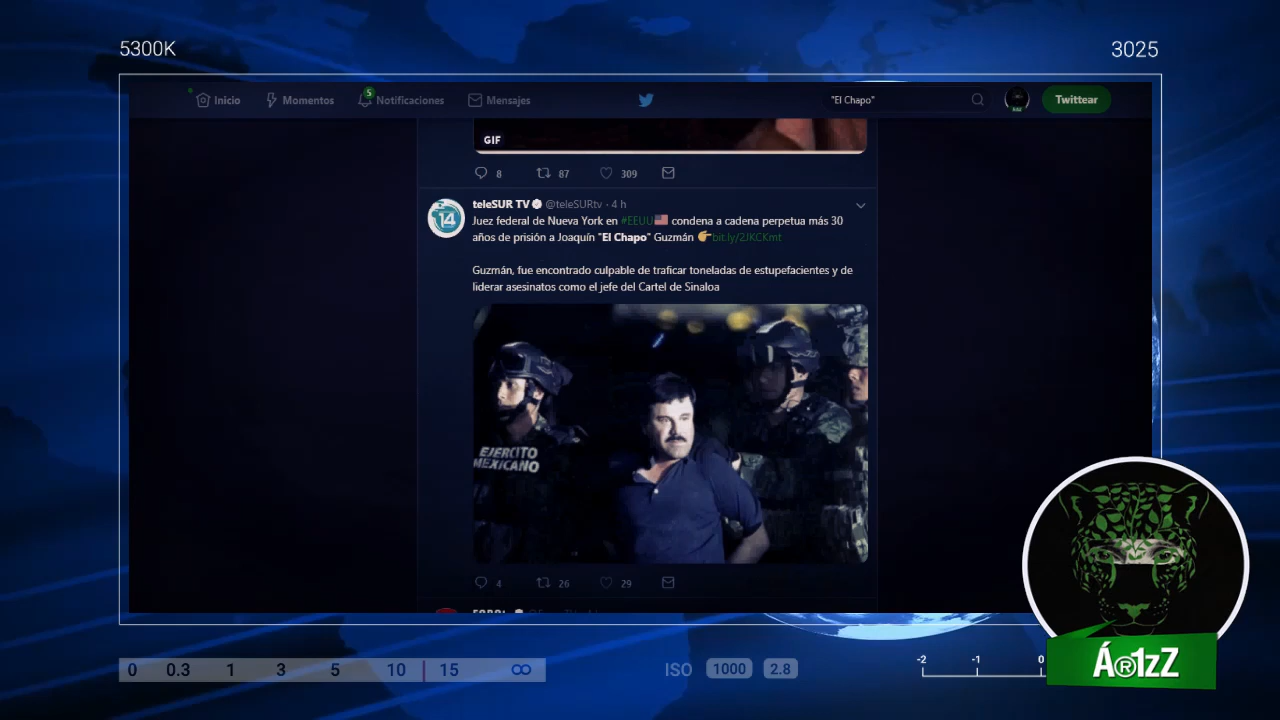 5300K
3025
Inicio
Momentos
5
Notificaciones
Mensajes
"El Chapo"
Twittear
GIF
8
87
309
14
teleSUR TV @teleSURtv · 4 h
Juez federal de Nueva York en #EEUU condena a cadena perpetua más 30
años de prisión a Joaquín "El Chapo" Guzmán bit.ly/2JKCKmt
Guzmán, fue encontrado culpable de traficar toneladas de estupefacientes y de
liderar asesinatos como el jefe del Cartel de Sinaloa
EJERCITO
MEXICANO
4
26
29
0 0.3 1 3 5 10 15 ∞
ISO 1000 2.8
-2 -1 0
Á®1zZ